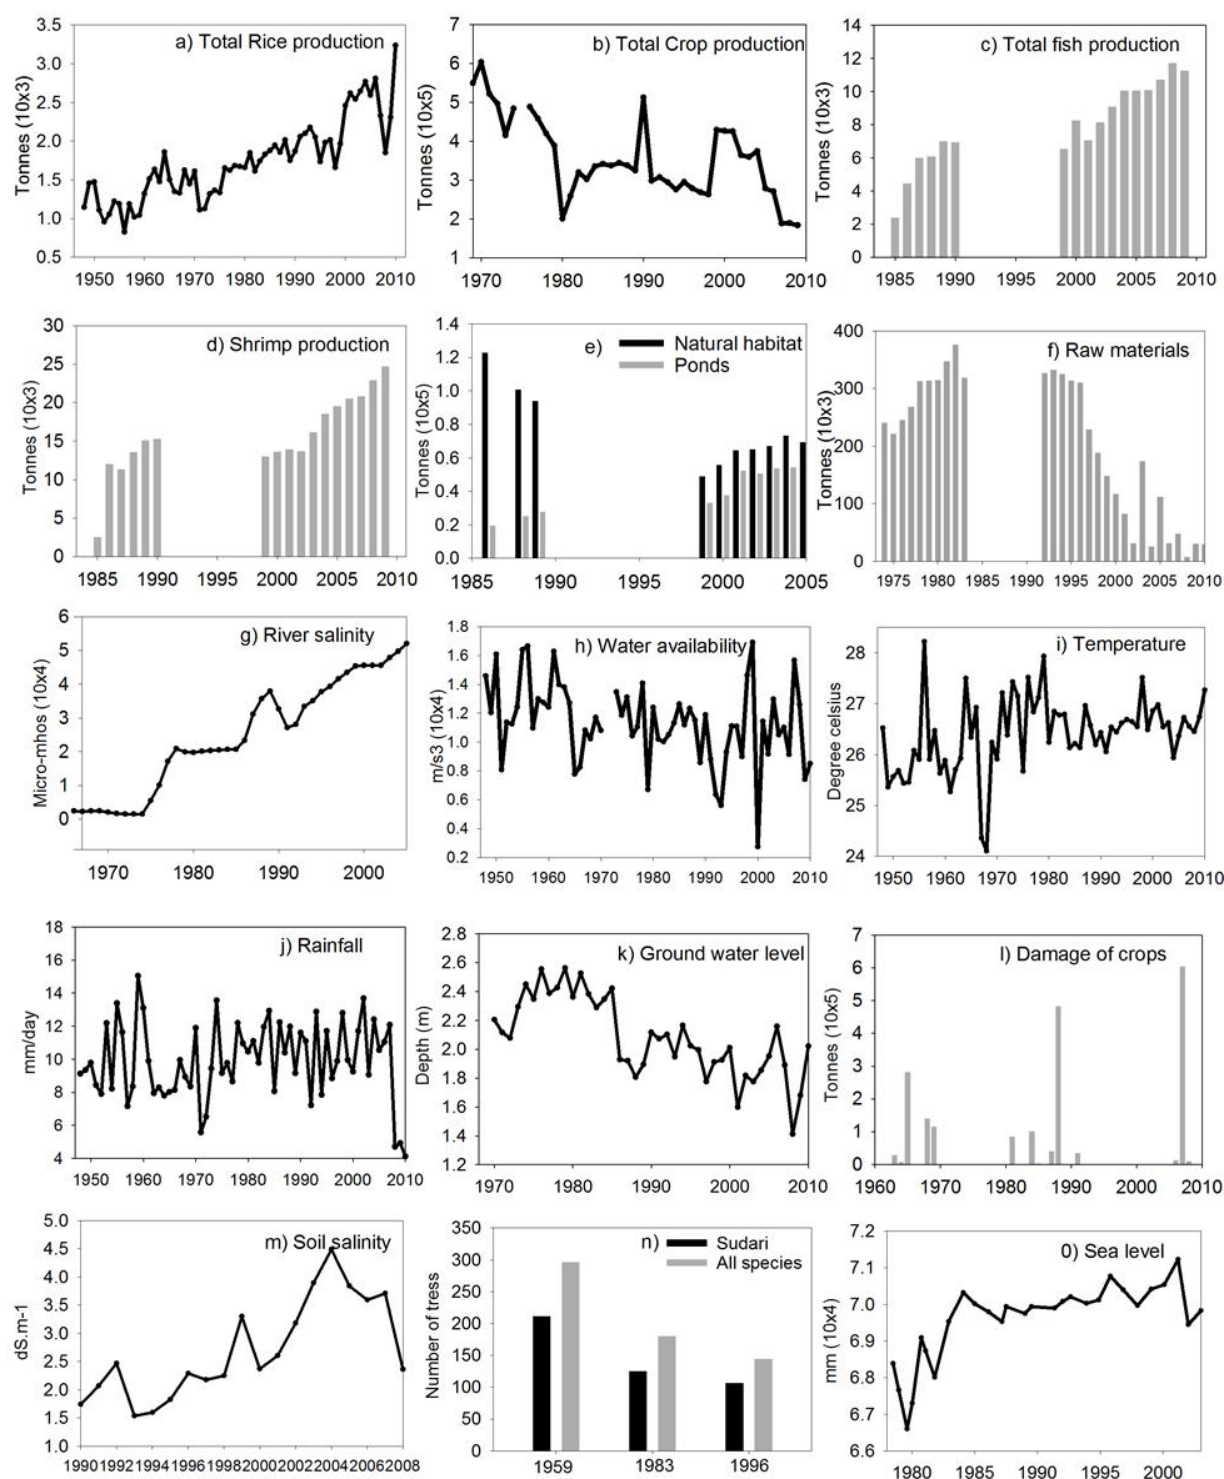 a) Total Rice production
Tonnes (10x3)
3.5
3.0
2.5
2.0
1.5
1.0
0.5
1950 1960 1970 1980 1990 2000 2010
b) Total Crop production
Tonnes (10x5)
7
6
5
4
3
2
1
1970 1980 1990 2000 2010
c) Total fish production
Tonnes (10x3)
14
12
10
8
6
4
2
0
1985 1990 1995 2000 2005 2010
d) Shrimp production
Tonnes (10x3)
30
25
20
15
10
5
0
1985 1990 1995 2000 2005 2010
e) Natural habitat
Ponds
Tonnes (10x5)
1.4
1.2
1.0
0.8
0.6
0.4
0.2
0.0
1985 1990 1995 2000 2005
f) Raw materials
Tonnes (10x3)
400
300
200
100
0
1975 1980 1985 1990 1995 2000 2005 2010
g) River salinity
Micro-mhos (10x4)
6
5
4
3
2
1
0
1970 1980 1990 2000
h) Water availability
m/s3 (10x4)
1.8
1.6
1.4
1.2
1.0
0.8
0.6
0.4
0.2
1950 1960 1970 1980 1990 2000 2010
i) Temperature
Degree celsius
28
27
26
25
24
1950 1960 1970 1980 1990 2000 2010
j) Rainfall
mm/day
18
16
14
12
10
8
6
4
1950 1960 1970 1980 1990 2000 2010
k) Ground water level
Depth (m)
2.8
2.6
2.4
2.2
2.0
1.8
1.6
1.4
1.2
1970 1980 1990 2000 2010
l) Damage of crops
Tonnes (10x5)
7
6
5
4
3
2
1
0
1960 1970 1980 1990 2000 2010
m) Soil salinity
dS.m-1
5.0
4.5
4.0
3.5
3.0
2.5
2.0
1.5
1.0
1990 1992 1994 1996 1998 2000 2002 2004 2006 2008
n) Sudari
All species
Number of tress
350
300
250
200
150
100
50
0
1959 1983 1996
0) Sea level
mm (10x4)
7.2
7.1
7.0
6.9
6.8
6.7
6.6
1980 1985 1990 1995 2000